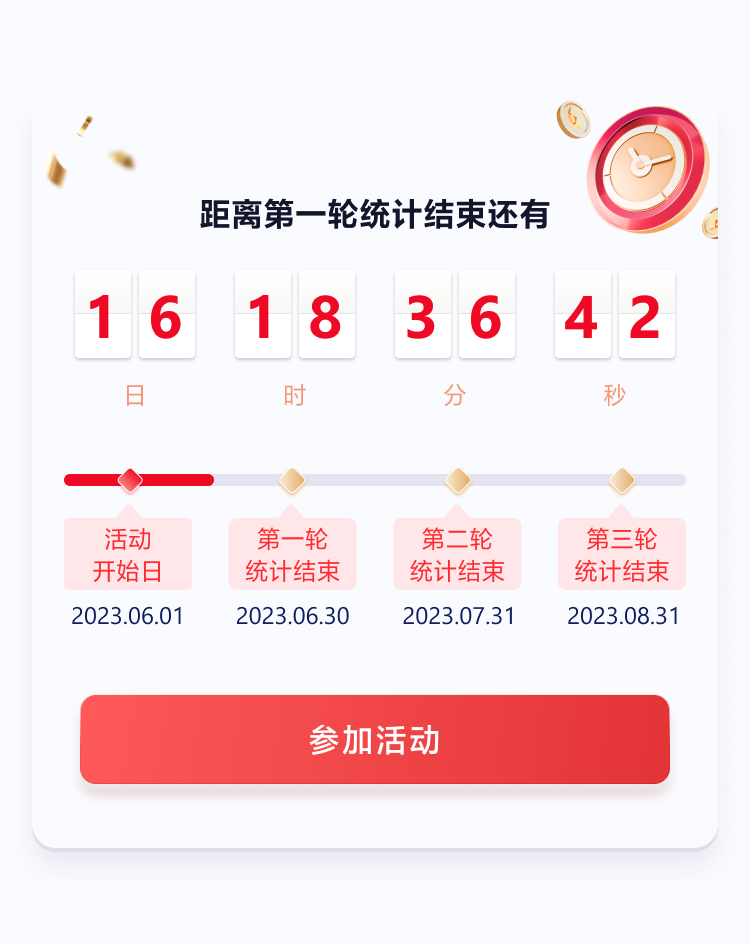 距离第一轮统计结束还有
16 18 36 42
日 时 分 秒
活动 第一轮 第二轮 第三轮
开始日 统计结束 统计结束 统计结束
2023.06.01 2023.06.30 2023.07.31 2023.08.31
参加活动